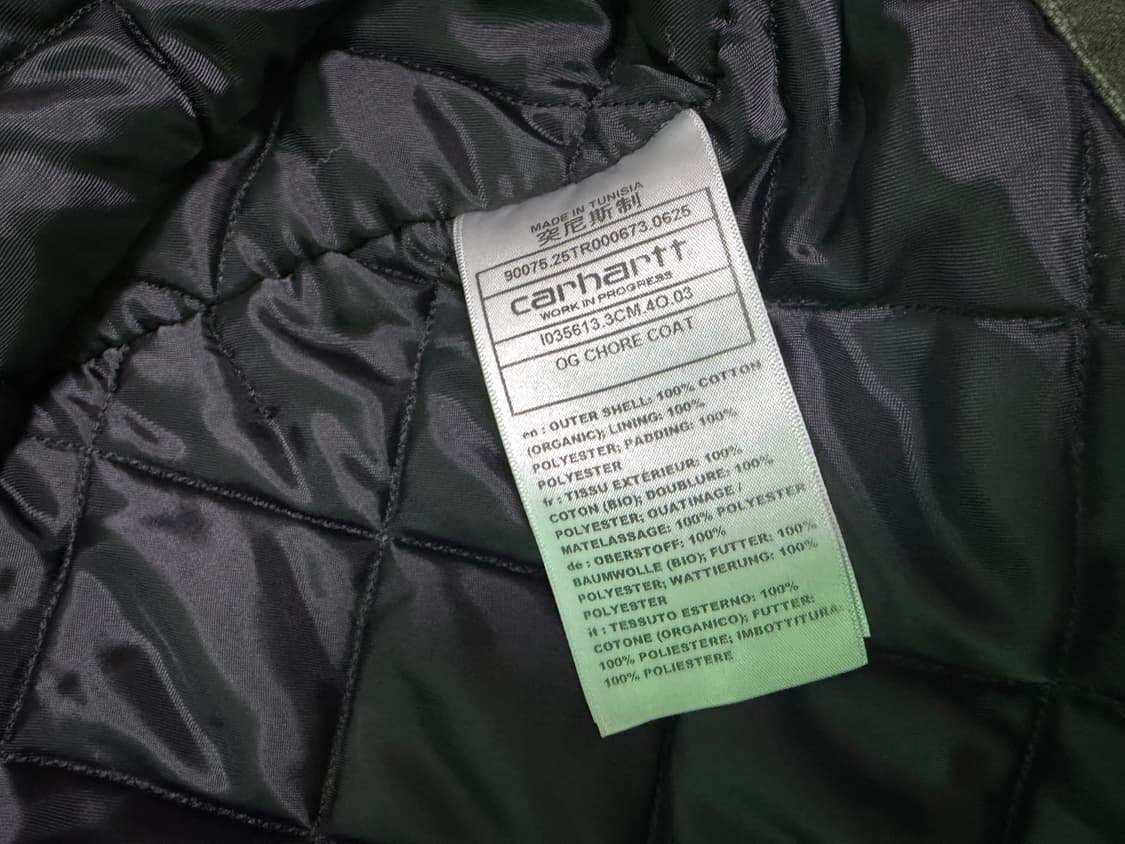 MADE IN TUNISIA
突尼斯制
90075.25TR000673.0625
carhartt
WORK IN PROGRESS
I035613.3CM.4O.03
OG CHORE COAT
en : OUTER SHELL: 100% COTTON
(ORGANIC); LINING: 100%
POLYESTER; PADDING: 100%
POLYESTER
fr : TISSU EXTÉRIEUR: 100%
COTON (BIO); DOUBLURE: 100%
POLYESTER; OUATINAGE /
MATELASSAGE: 100% POLYESTER
de : OBERSTOFF: 100%
BAUMWOLLE (BIO); FUTTER: 100%
POLYESTER; WATTIERUNG: 100%
POLYESTER
it : TESSUTO ESTERNO: 100%
COTONE (ORGANICO); FUTTER:
100% POLIESTERE; IMBOTTITURA:
100% POLIESTERE